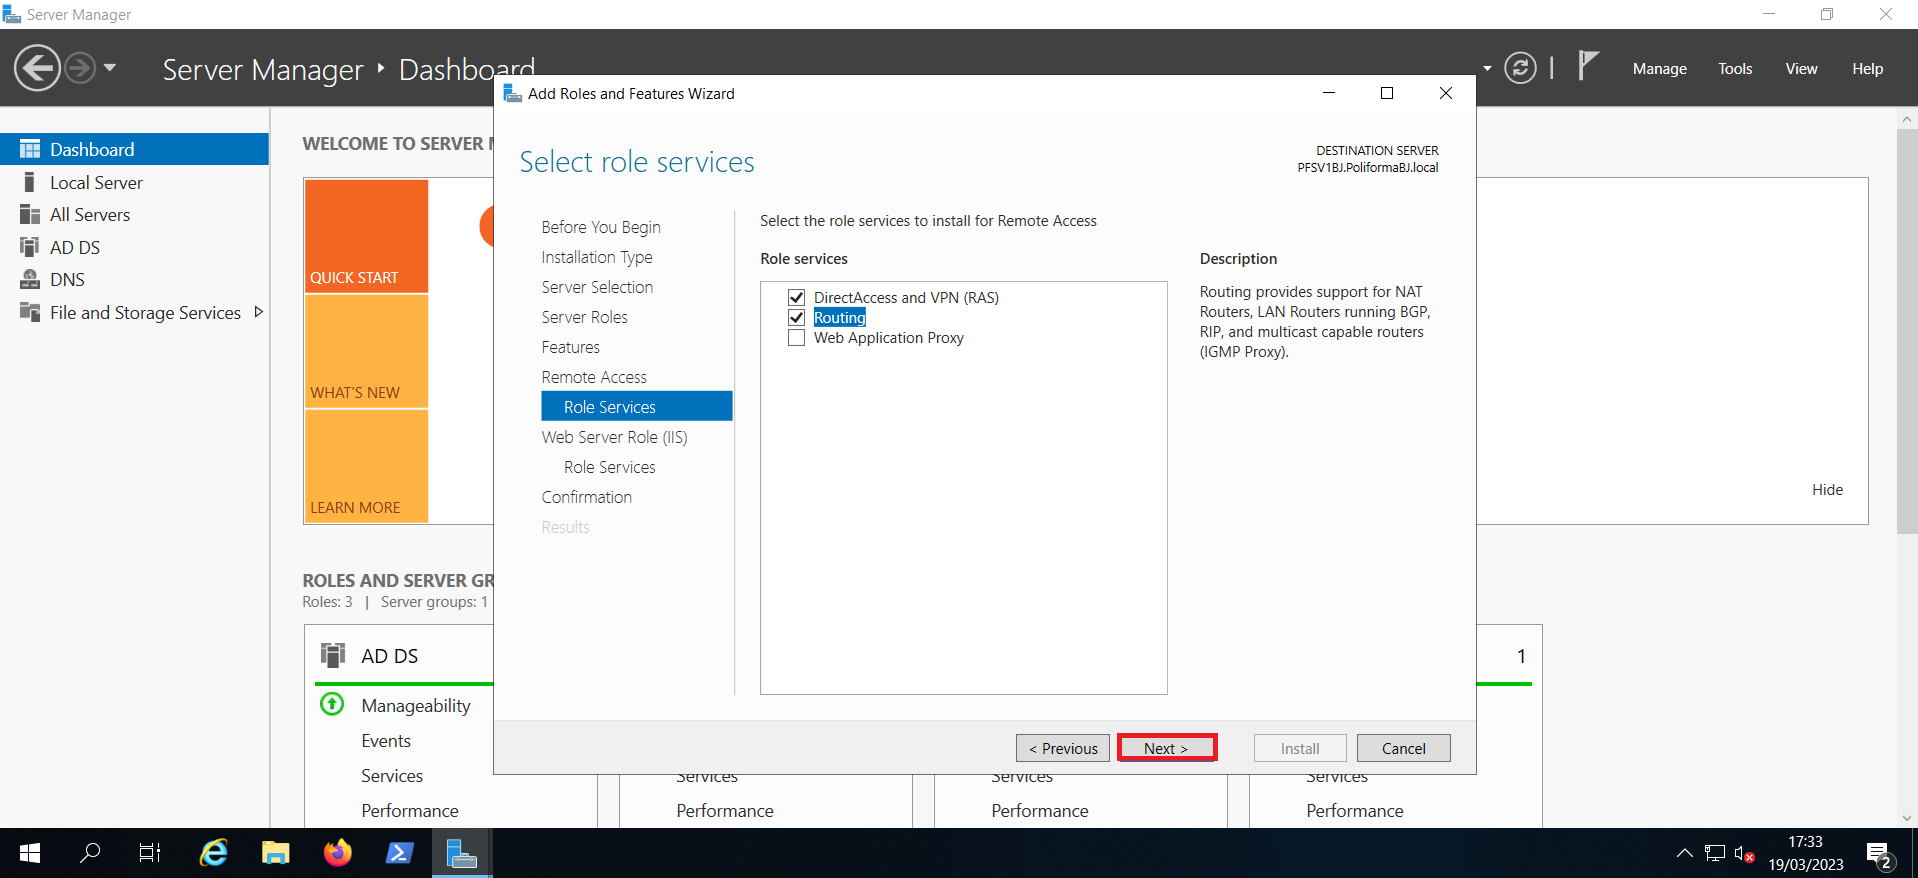 Server Manager
Server Manager ‣ Dashboard
Manage
Tools
View
Help
Dashboard
Local Server
All Servers
AD DS
DNS
File and Storage Services
WELCOME TO SERVER M
QUICK START
WHAT'S NEW
LEARN MORE
Hide
ROLES AND SERVER GR
Roles: 3 | Server groups: 1
AD DS
1
Manageability
Events
Services
Performance
Services
Performance
Services
Performance
Services
Performance
Add Roles and Features Wizard
Select role services
DESTINATION SERVER
PFSV1BJ.PoliformaBJ.local
Before You Begin
Installation Type
Server Selection
Server Roles
Features
Remote Access
Role Services
Web Server Role (IIS)
Role Services
Confirmation
Results
Select the role services to install for Remote Access
Role services
DirectAccess and VPN (RAS)
Routing
Web Application Proxy
Description
Routing provides support for NAT
Routers, LAN Routers running BGP,
RIP, and multicast capable routers
(IGMP Proxy).
< Previous
Next >
Install
Cancel
17:33
19/03/2023
2